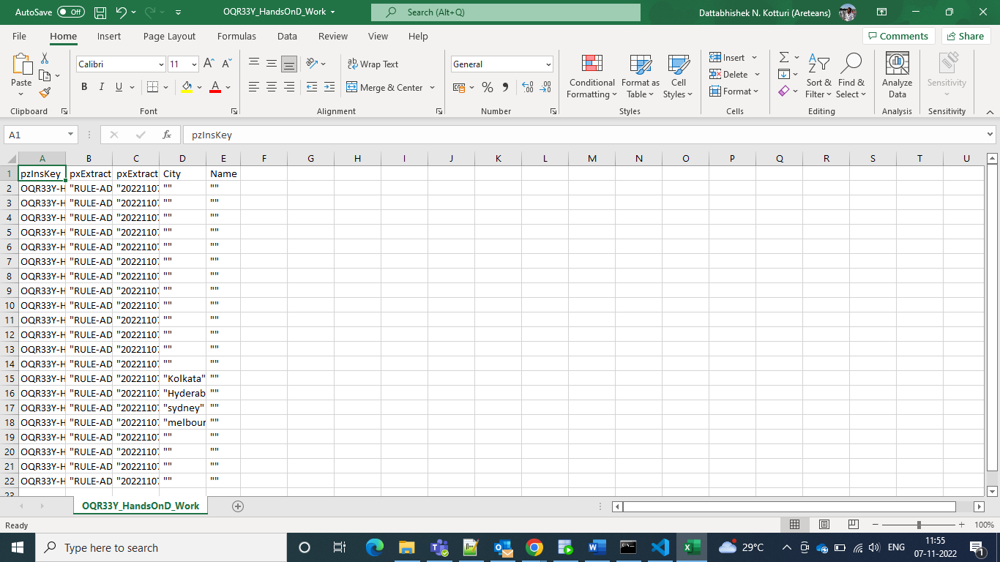 AutoSave Off OQR33Y_HandsOnD_Work Search (Alt+Q) Dattabhishek N. Kotturi (Areteans)
File Home Insert Page Layout Formulas Data Review View Help Comments Share
Paste Calibri 11 Wrap Text General Conditional Formatting Format as Table Cell Styles Insert Sort & Filter Find & Select Analyze Data Sensitivity
B I U A Merge & Center % Delete
Format
Clipboard Font Alignment Number Styles Cells Editing Analysis Sensitivity
A1 fx pzInsKey
A B C D E F G H I J K L M N O P Q R S T U
1 pzInsKey pxExtract pxExtract City Name
2 OQR33Y-H "RULE-AD "20221107 "" ""
3 OQR33Y-H "RULE-AD "20221107 "" ""
4 OQR33Y-H "RULE-AD "20221107 "" ""
5 OQR33Y-H "RULE-AD "20221107 "" ""
6 OQR33Y-H "RULE-AD "20221107 "" ""
7 OQR33Y-H "RULE-AD "20221107 "" ""
8 OQR33Y-H "RULE-AD "20221107 "" ""
9 OQR33Y-H "RULE-AD "20221107 "" ""
10 OQR33Y-H "RULE-AD "20221107 "" ""
11 OQR33Y-H "RULE-AD "20221107 "" ""
12 OQR33Y-H "RULE-AD "20221107 "" ""
13 OQR33Y-H "RULE-AD "20221107 "" ""
14 OQR33Y-H "RULE-AD "20221107 "" ""
15 OQR33Y-H "RULE-AD "20221107 "Kolkata" ""
16 OQR33Y-H "RULE-AD "20221107 "Hyderab ""
17 OQR33Y-H "RULE-AD "20221107 "sydney" ""
18 OQR33Y-H "RULE-AD "20221107 "melbour ""
19 OQR33Y-H "RULE-AD "20221107 "" ""
20 OQR33Y-H "RULE-AD "20221107 "" ""
21 OQR33Y-H "RULE-AD "20221107 "" ""
22 OQR33Y-H "RULE-AD "20221107 "" ""
23
OQR33Y_HandsOnD_Work
Ready 100%
Type here to search 29°C ENG 11:55
07-11-2022 1